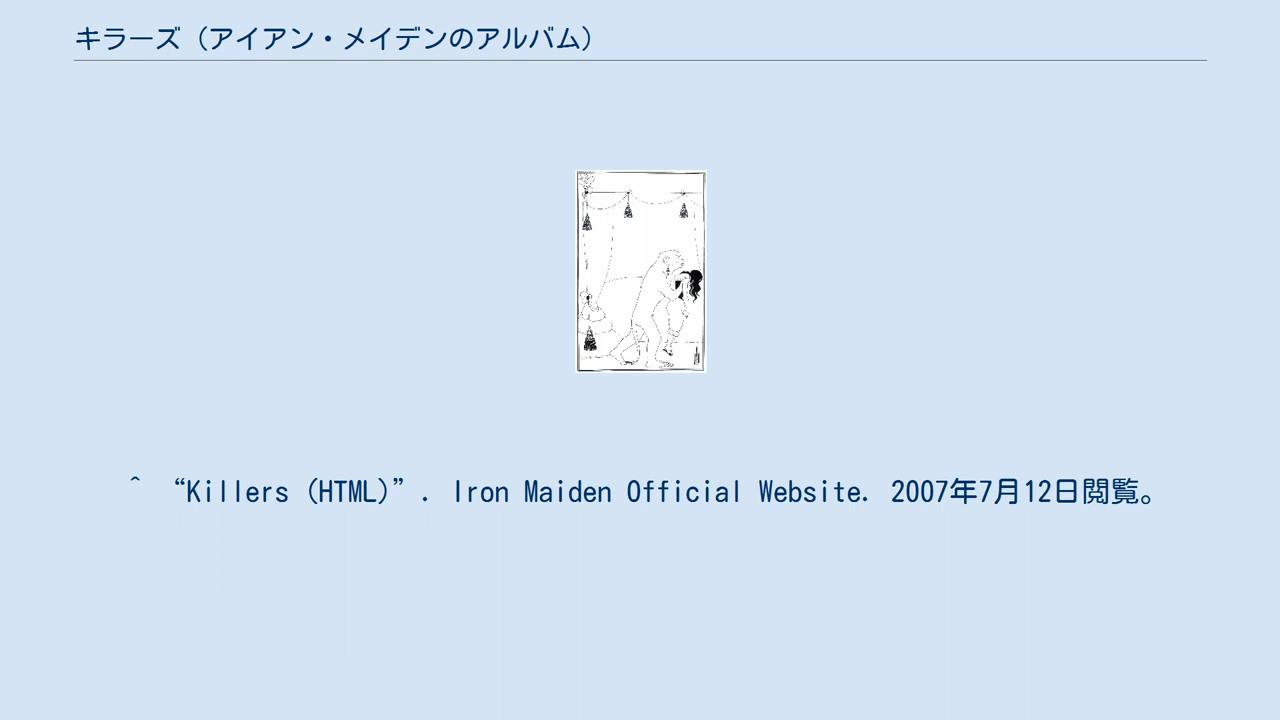 キラーズ（アイアン・メイデンのアルバム）
^ “Killers (HTML)”. Iron Maiden Official Website. 2007年7月12日閲覧。